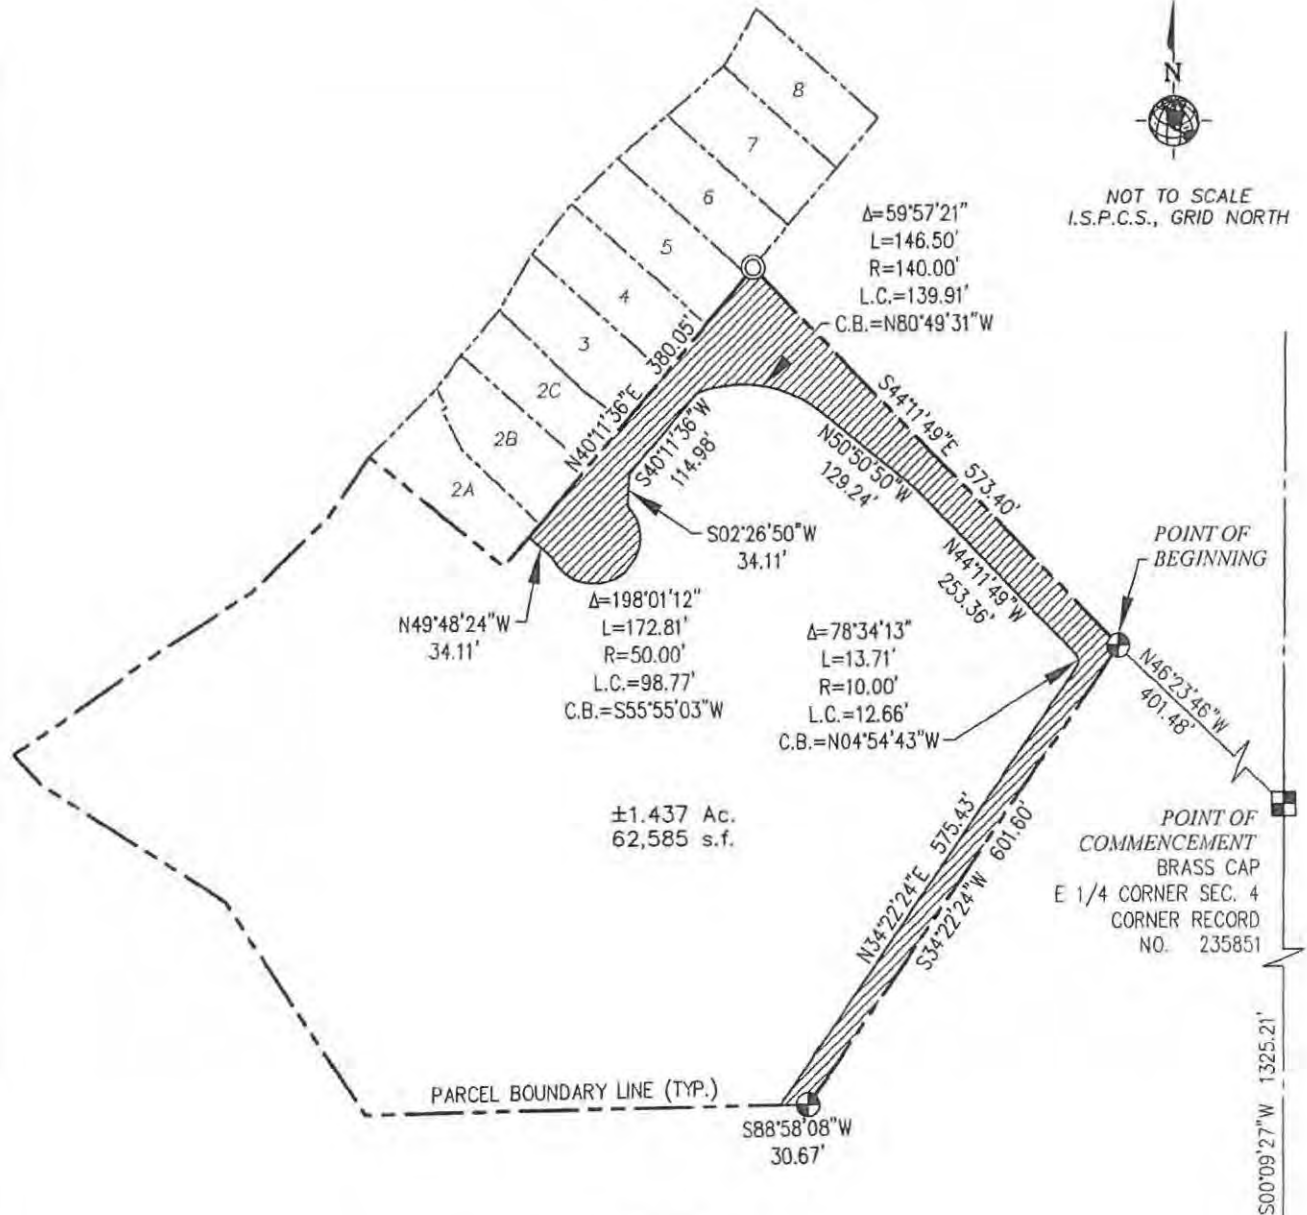 N
NOT TO SCALE
I.S.P.C.S., GRID NORTH
8
7
6
5
4
3
2C
2B
2A
Δ=59°57'21"
L=146.50'
R=140.00'
L.C.=139.91'
C.B.=N80°49'31"W
N40°11'36"E 380.05'
S40°11'36"W
114.98'
S44°11'49"E 573.40'
N50°50'50"W
129.24'
S02°26'50"W
34.11'
POINT OF
BEGINNING
N44°11'49"W
253.36'
N49°48'24"W
34.11'
Δ=198°01'12"
L=172.81'
R=50.00'
L.C.=98.77'
C.B.=S55°55'03"W
Δ=78°34'13"
L=13.71'
R=10.00'
L.C.=12.66'
C.B.=N04°54'43"W
N46°23'46"W
401.48'
±1.437 Ac.
62,585 s.f.
N34°22'24"E 575.43'
S34°22'24"W 601.60'
POINT OF
COMMENCEMENT
BRASS CAP
E 1/4 CORNER SEC. 4
CORNER RECORD
NO. 235851
S00°09'27"W 1325.21'
PARCEL BOUNDARY LINE (TYP.)
S88°58'08"W
30.67'